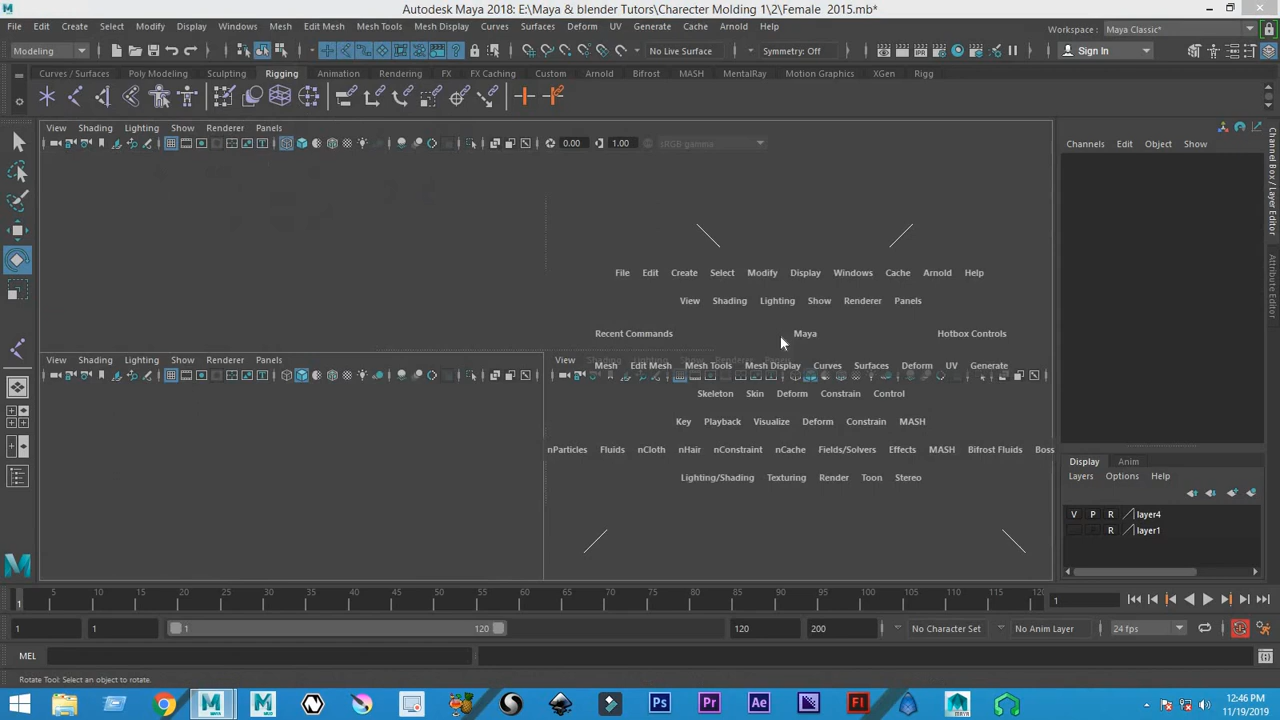 Autodesk Maya 2018: E:\Maya & blender Tutors\Charecter Molding 1\2\Female 2015.mb*
File Edit Create Select Modify Display Windows Mesh Edit Mesh Mesh Tools Mesh Display Curves Surfaces Deform UV Generate Cache Arnold Help
Workspace: Maya Classic*
Modeling No Live Surface Symmetry: Off Sign In
Curves / Surfaces Poly Modeling Sculpting Rigging Animation Rendering FX FX Caching Custom Arnold Bifrost MASH MentalRay Motion Graphics XGen Rigg
View Shading Lighting Show Renderer Panels
0.00 1.00 sRGB gamma
Channels Edit Object Show
Channel Box / Layer Editor
Attribute Editor
File Edit Create Select Modify Display Windows Cache Arnold Help
View Shading Lighting Show Renderer Panels
Recent Commands Maya Hotbox Controls
View Shading Lighting Show Renderer Panels
View Shading Lighting Show Renderer Panels
Mesh Edit Mesh Mesh Tools Mesh Display Curves Surfaces Deform UV Generate
Skeleton Skin Deform Constrain Control
Key Playback Visualize Deform Constrain MASH
nParticles Fluids nCloth nHair nConstraint nCache Fields/Solvers Effects MASH Bifrost Fluids Boss
Lighting/Shading Texturing Render Toon Stereo
Display Anim
Layers Options Help
V P R layer4
R layer1
1 5 10 15 20 25 30 35 40 45 50 55 60 65 70 75 80 85 90 95 100 105 110 115 120 1
1 1 1 120 120 200 No Character Set No Anim Layer 24 fps
MEL
Rotate Tool: Select an object to rotate.
12:46 PM
11/19/2019